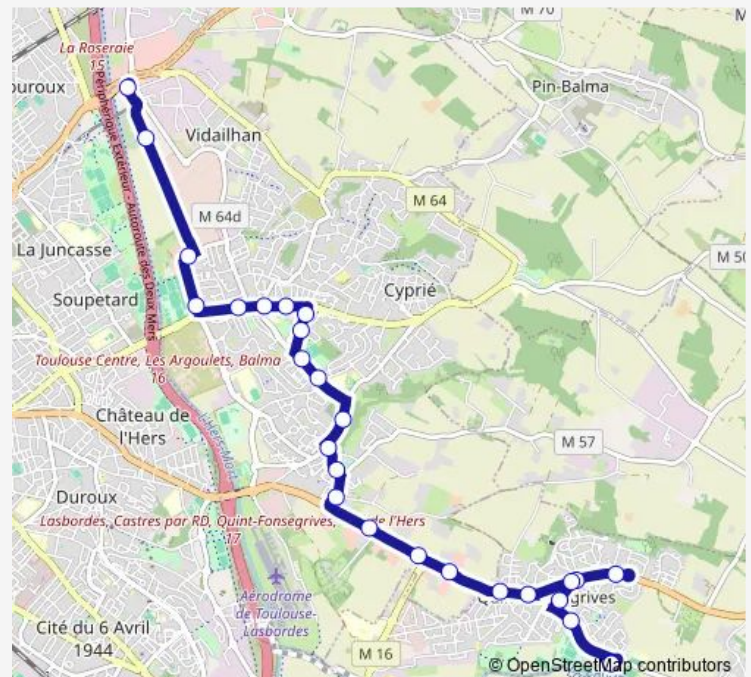 M 70
La Roseraie
15
Pin-Balma
Périphérique Extérieur - Autoroute des Deux Mers
Vidailhan
M 64
M 64d
La Juncasse
M 50
Cyprié
Soupetard
Toulouse Centre, Les Argoulets, Balma
16
Château de
l'Hers
l'Hers-Mort
M 57
Duroux
Lasbordes, Castres par RD, Quint-Fonsegrives, de l'Hers
17
Aérodrome
de Toulouse-
Lasbordes
Cité du 6 Avril
1944
M 16
© OpenStreetMap contributors